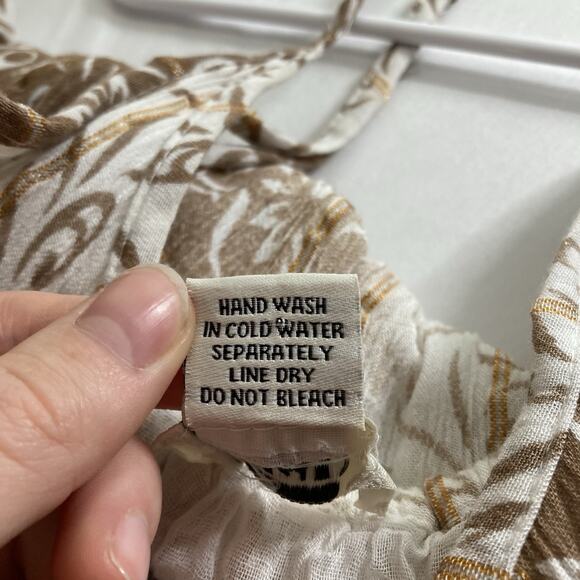 HAND WASH
IN COLD WATER
SEPARATELY
LINE DRY
DO NOT BLEACH